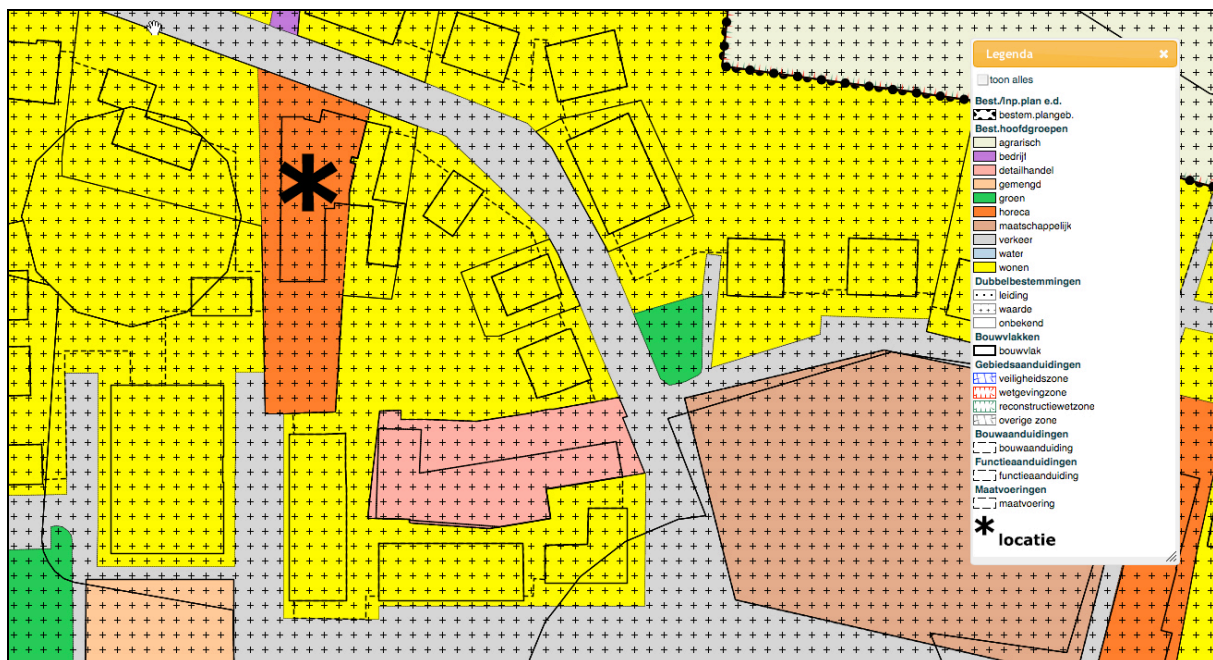 Legenda
toon alles
Best./Inp.plan e.d.
bestem.plangeb.
Best.hoofdgroepen
agrarisch
bedrijf
detailhandel
gemengd
groen
horeca
maatschappelijk
verkeer
water
wonen
Dubbelbestemmingen
leiding
waarde
onbekend
Bouwvlakken
bouwvlak
Gebiedsaanduidingen
veiligheidszone
wetgevingzone
reconstructiewetzone
overige zone
Bouwaanduidingen
bouwaanduiding
Functieaanduidingen
functieaanduiding
Maatvoeringen
maatvoering
* locatie